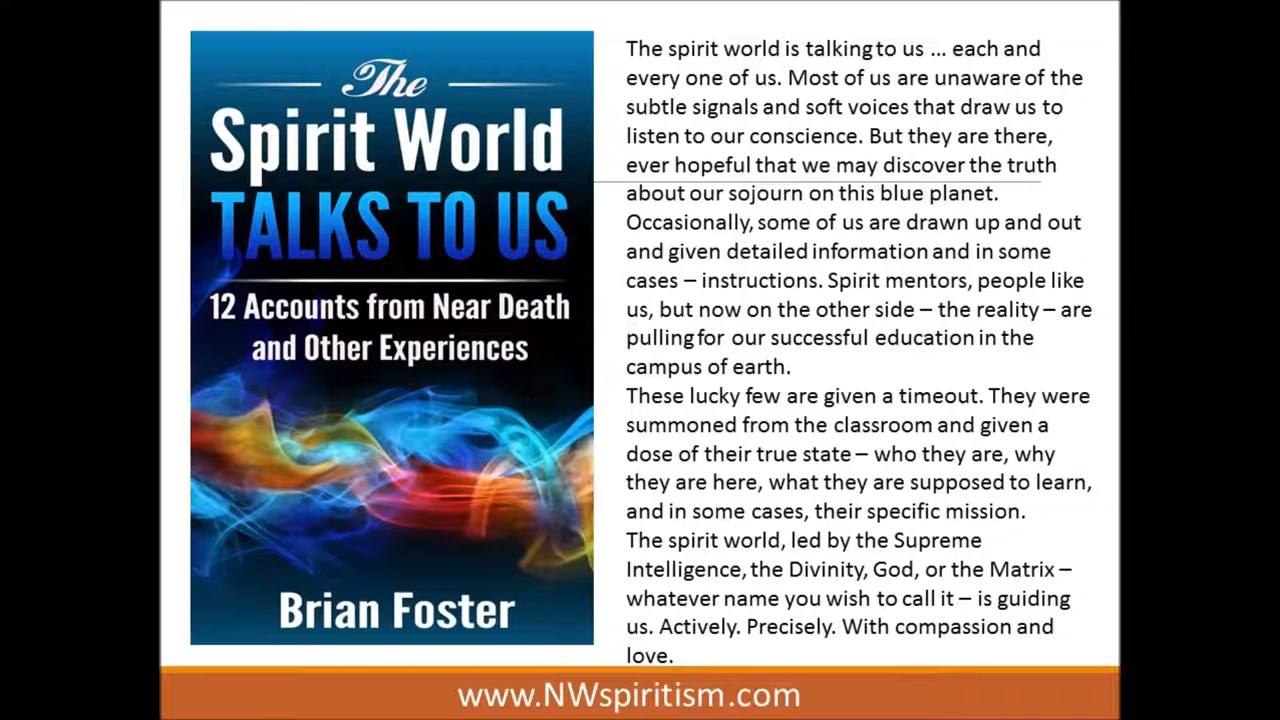 The
Spirit World
TALKS TO US
12 Accounts from Near Death
and Other Experiences
Brian Foster
The spirit world is talking to us … each and
every one of us. Most of us are unaware of the
subtle signals and soft voices that draw us to
listen to our conscience. But they are there,
ever hopeful that we may discover the truth
about our sojourn on this blue planet.
Occasionally, some of us are drawn up and out
and given detailed information and in some
cases – instructions. Spirit mentors, people like
us, but now on the other side – the reality – are
pulling for our successful education in the
campus of earth.
These lucky few are given a timeout. They were
summoned from the classroom and given a
dose of their true state – who they are, why
they are here, what they are supposed to learn,
and in some cases, their specific mission.
The spirit world, led by the Supreme
Intelligence, the Divinity, God, or the Matrix –
whatever name you wish to call it – is guiding
us. Actively. Precisely. With compassion and
love.
www.NWspiritism.com